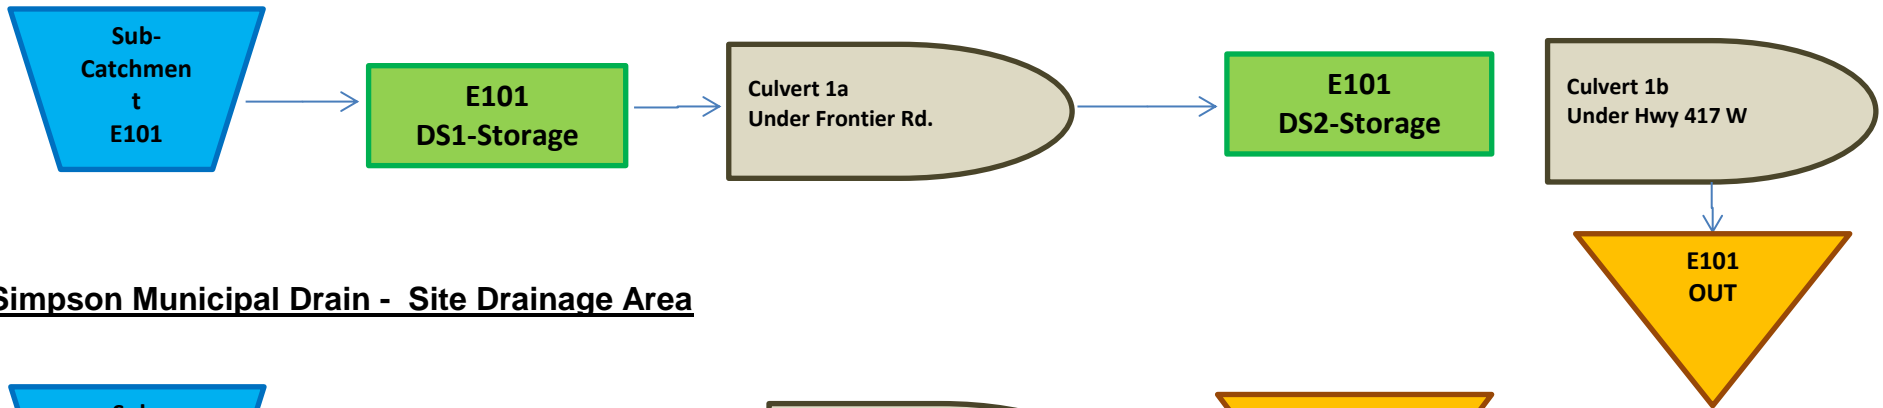 Sub-
Catchmen
t
E101
E101
DS1-Storage
Culvert 1a
Under Frontier Rd.
E101
DS2-Storage
Culvert 1b
Under Hwy 417 W
E101
OUT
Simpson Municipal Drain -  Site Drainage Area